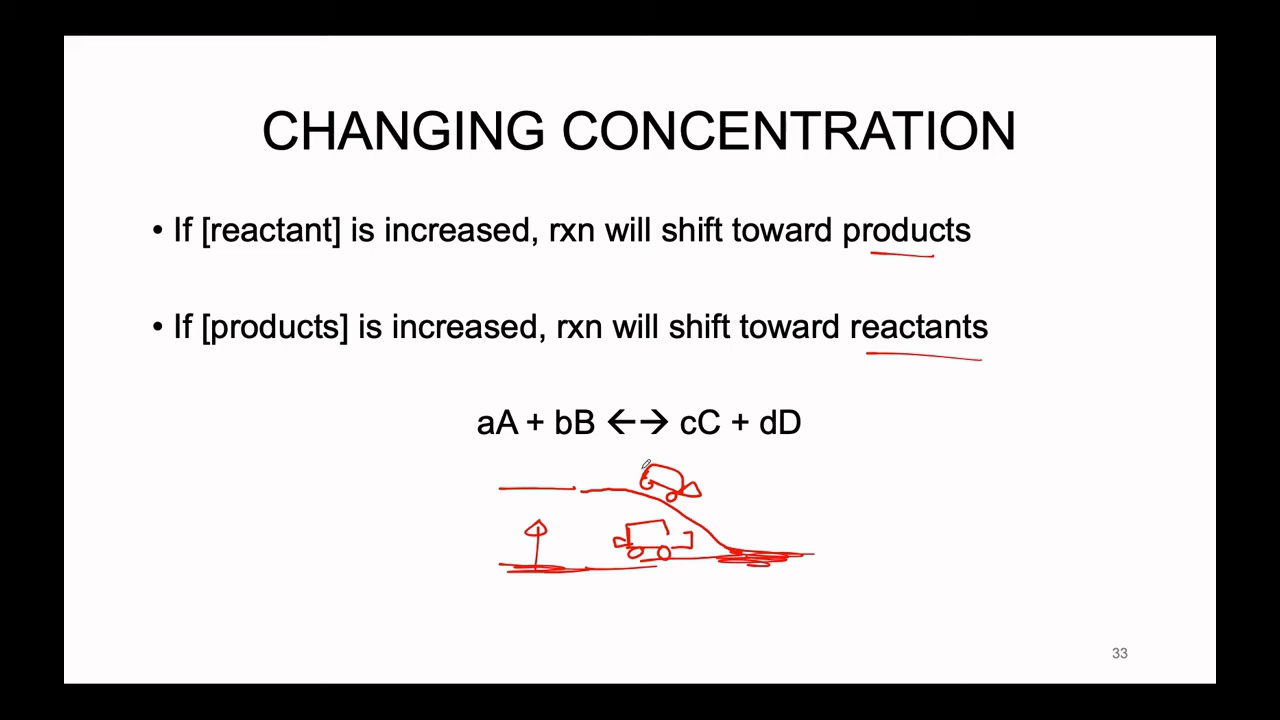 CHANGING CONCENTRATION
• If [reactant] is increased, rxn will shift toward products
• If [products] is increased, rxn will shift toward reactants
aA + bB ←→ cC + dD
33